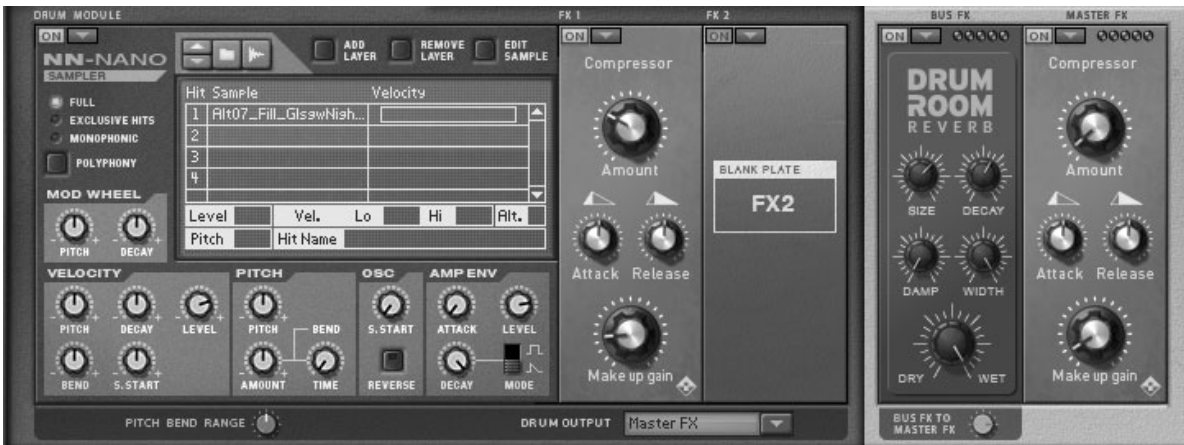 DRUM MODULE FX 1 FX 2 BUS FX MASTER FX
ON ON ON ON ON
NN-NANO
SAMPLER
ADD LAYER REMOVE LAYER EDIT SAMPLE
FULL
EXCLUSIVE HITS
MONOPHONIC
POLYPHONY
Hit Sample Velocity
1 Alt07_Fill_GlsswNigh...
2
3
4
Level Vel. Lo Hi Alt.
Pitch Hit Name
MOD WHEEL
PITCH DECAY
VELOCITY
PITCH DECAY LEVEL
BEND S.START
PITCH
PITCH BEND
AMOUNT TIME
OSC
S.START
REVERSE
AMP ENV
ATTACK LEVEL
DECAY MODE
Compressor
Amount
Attack Release
Make up gain
BLANK PLATE
FX2
DRUM
ROOM
REVERB
SIZE DECAY
DAMP WIDTH
DRY WET
Compressor
Amount
Attack Release
Make up gain
PITCH BEND RANGE
DRUM OUTPUT Master FX
BUS FX TO
MASTER FX